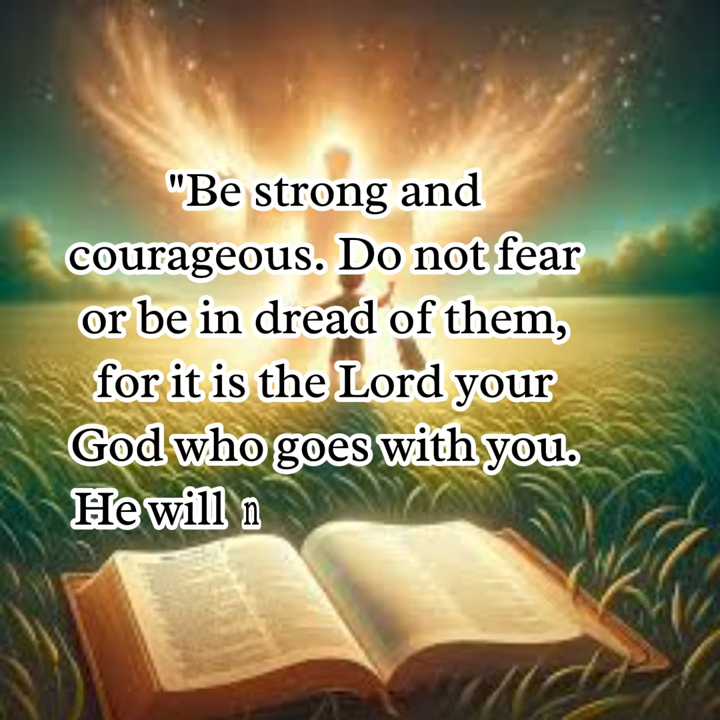 "Be strong and
courageous. Do not fear
or be in dread of them,
for it is the Lord your
God who goes with you.
He will n